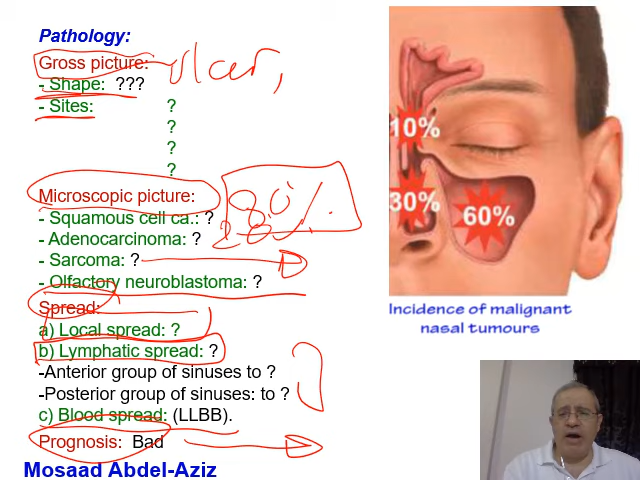 Pathology:
Gross picture: ulcer,
- Shape: ???
- Sites: ?
?
?
?
Microscopic picture:
- Squamous cell ca.: ? 80%
- Adenocarcinoma: ?
- Sarcoma: ?
- Olfactory neuroblastoma: ?
Spread:
a) Local spread: ?
b) Lymphatic spread: ?
-Anterior group of sinuses to ?
-Posterior group of sinuses: to ?
c) Blood spread: (LLBB).
Prognosis: Bad
Mosaad Abdel-Aziz
10%
30%
60%
Incidence of malignant
nasal tumours